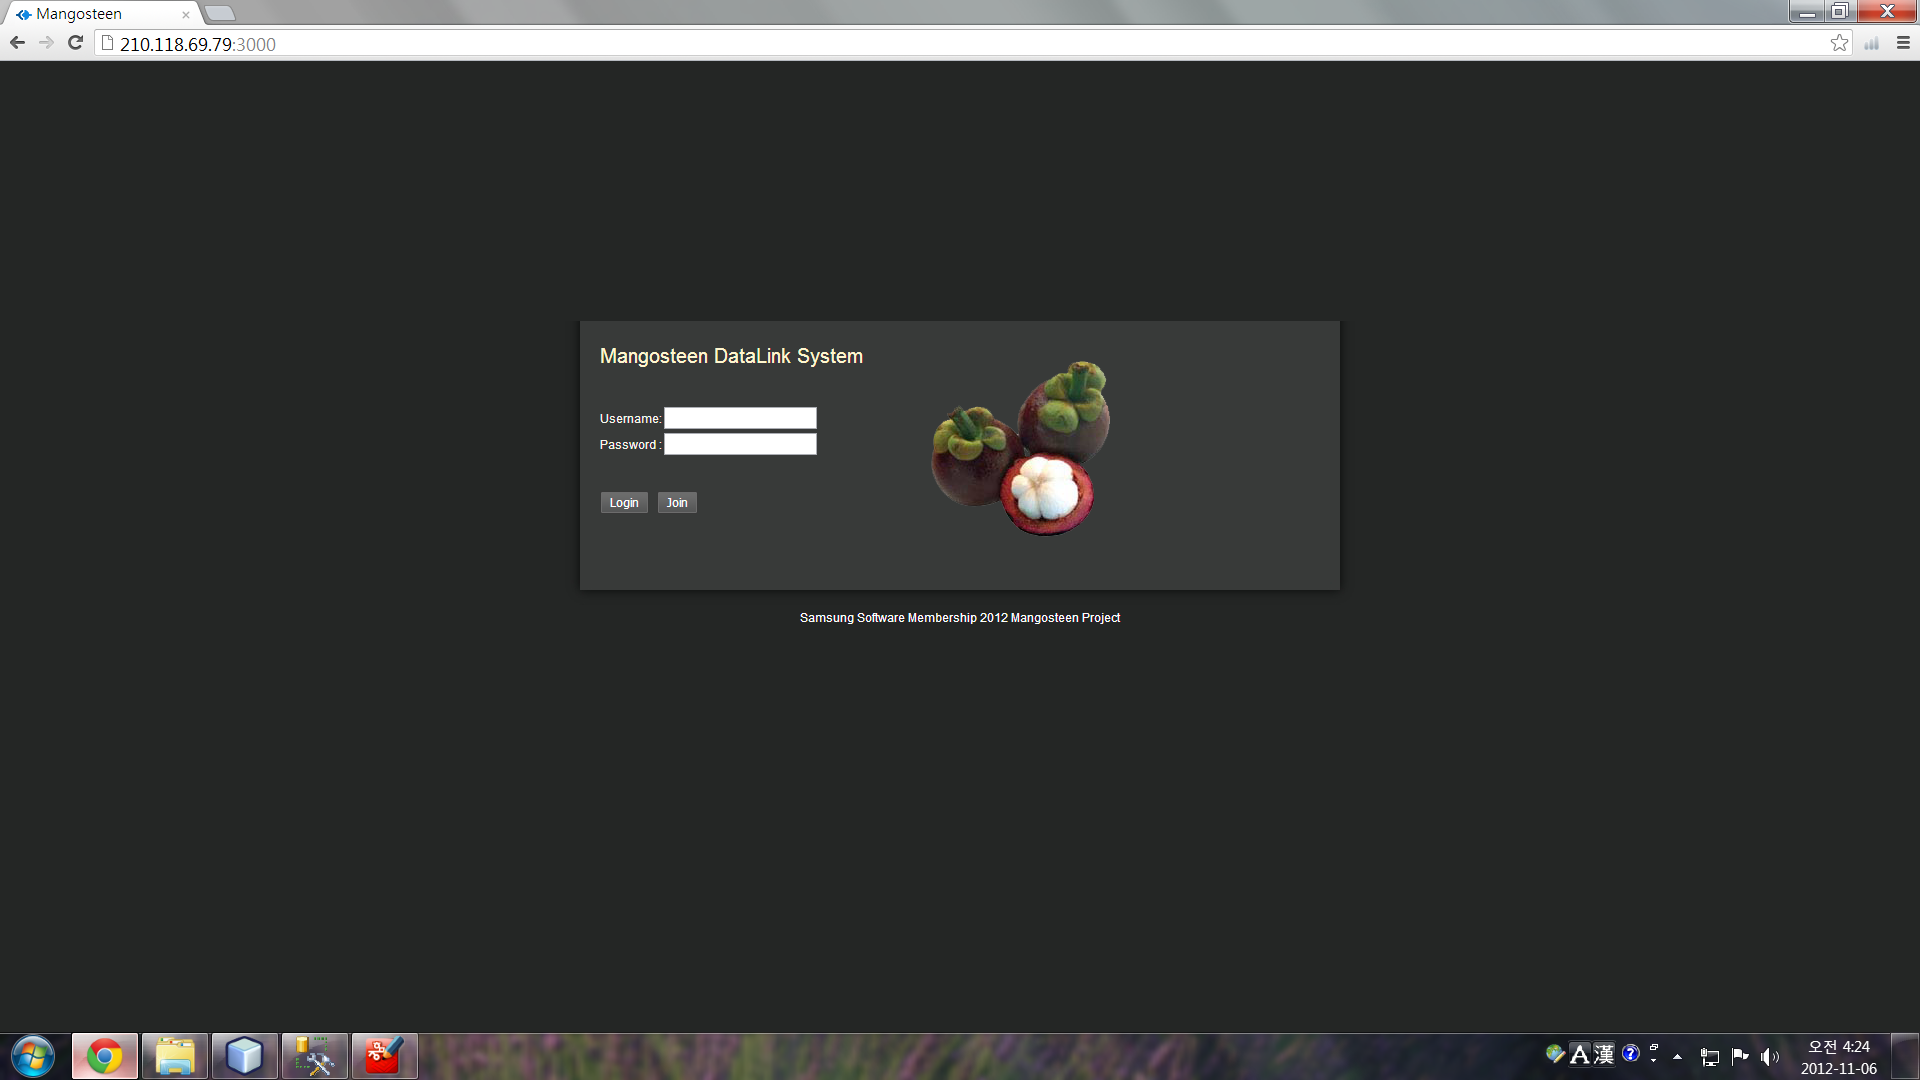 Mangosteen
210.118.69.79:3000
Mangosteen DataLink System
Username:
Password :
Login Join
Samsung Software Membership 2012 Mangosteen Project
A 漢
오전 4:24
2012-11-06